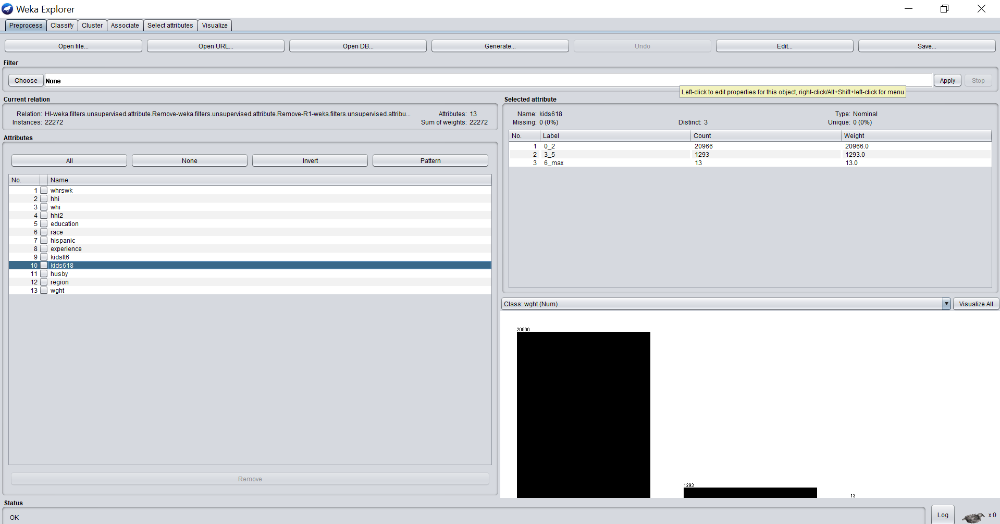 Weka Explorer
Preprocess Classify Cluster Associate Select attributes Visualize
Open file... Open URL... Open DB... Generate... Undo Edit... Save...
Filter
Choose None Apply Stop
Left-click to edit properties for this object, right-click/Alt+Shift+left-click for menu
Current relation
Relation: HI-weka.filters.unsupervised.attribute.Remove-weka.filters.unsupervised.attribute.Remove-R1-weka.filters.unsupervised.attribu... Attributes: 13
Instances: 22272 Sum of weights: 22272
Attributes
All None Invert Pattern
No. Name
1 whrswk
2 hhi
3 whi
4 hhi2
5 education
6 race
7 hispanic
8 experience
9 kidslt6
10 kids618
11 husby
12 region
13 wght
Remove
Selected attribute
Name: kids618 Type: Nominal
Missing: 0 (0%) Distinct: 3 Unique: 0 (0%)
No. Label Count Weight
1 0_2 20966 20966.0
2 3_5 1293 1293.0
3 6_max 13 13.0
Class: wght (Num) Visualize All
20966
1293
13
Status
OK
Log x 0